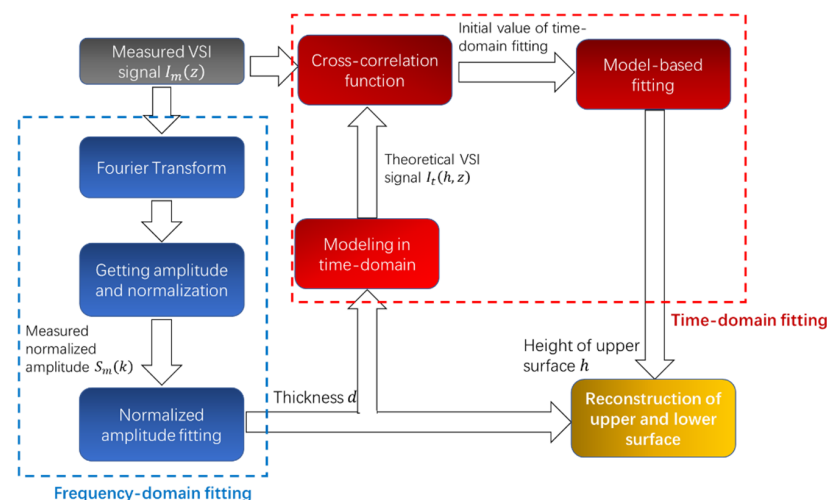 Measured VSI
signal I_m(z)
Cross-correlation
function
Initial value of time-
domain fitting
Model-based
fitting
Fourier Transform
Theoretical VSI
signal I_t(h, z)
Modeling in
time-domain
Getting amplitude
and normalization
Measured
normalized
amplitude S_m(k)
Time-domain fitting
Height of upper
surface h
Normalized
amplitude fitting
Thickness d
Reconstruction of
upper and lower
surface
Frequency-domain fitting